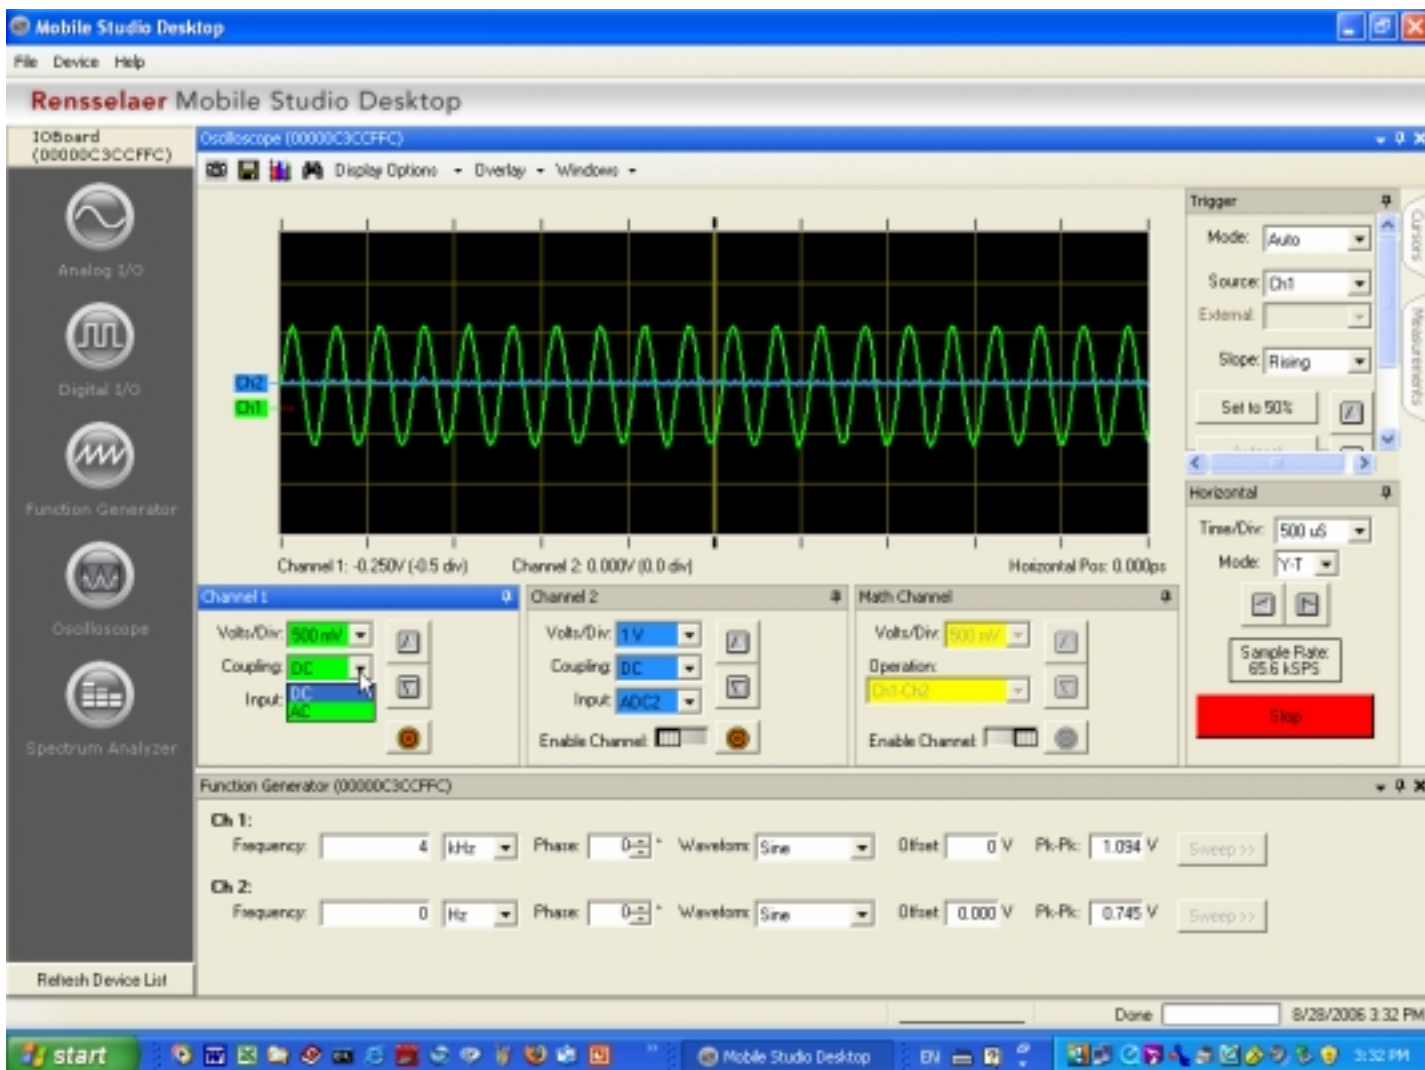 Mobile Studio Desktop
File Device Help
Rensselaer Mobile Studio Desktop
IOBoard
(00000C3CCFFC)
Analog I/O
Digital I/O
Function Generator
Oscilloscope
Spectrum Analyzer
Refresh Device List
Oscilloscope (00000C3CCFFC)
Display Options Overlay Windows
Ch2
Ch1
Channel 1: -0.250V (-0.5 div) Channel 2: 0.000V (0.0 div) Horizontal Pos: 0.000ps
Trigger
Mode: Auto
Source: Ch1
External:
Slope: Rising
Set to 50%
Cursors
Measurements
Horizontal
Time/Div: 500 uS
Mode: Y-T
Sample Rate:
65.6 kSPS
Stop
Channel 1
Volts/Div: 500 mV
Coupling: DC
DC
AC
Input:
Channel 2
Volts/Div: 1 V
Coupling: DC
Input: ADC2
Enable Channel:
Math Channel
Volts/Div: 500 mV
Operation:
Ch1-Ch2
Enable Channel:
Function Generator (00000C3CCFFC)
Ch 1:
Frequency: 4 kHz Phase: 0 ° Waveform: Sine Offset: 0 V Pk-Pk: 1.094 V Sweep >>
Ch 2:
Frequency: 0 Hz Phase: 0 ° Waveform: Sine Offset: 0.000 V Pk-Pk: 0.745 V Sweep >>
Done 8/28/2006 3:32 PM
start Mobile Studio Desktop EN 3:32 PM